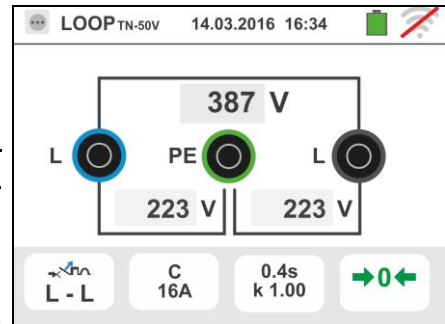 LOOP TN-50V 14.03.2016 16:34
387 V
L PE L
223 V 223 V
L - L C 16A 0.4s k 1.00 →0←